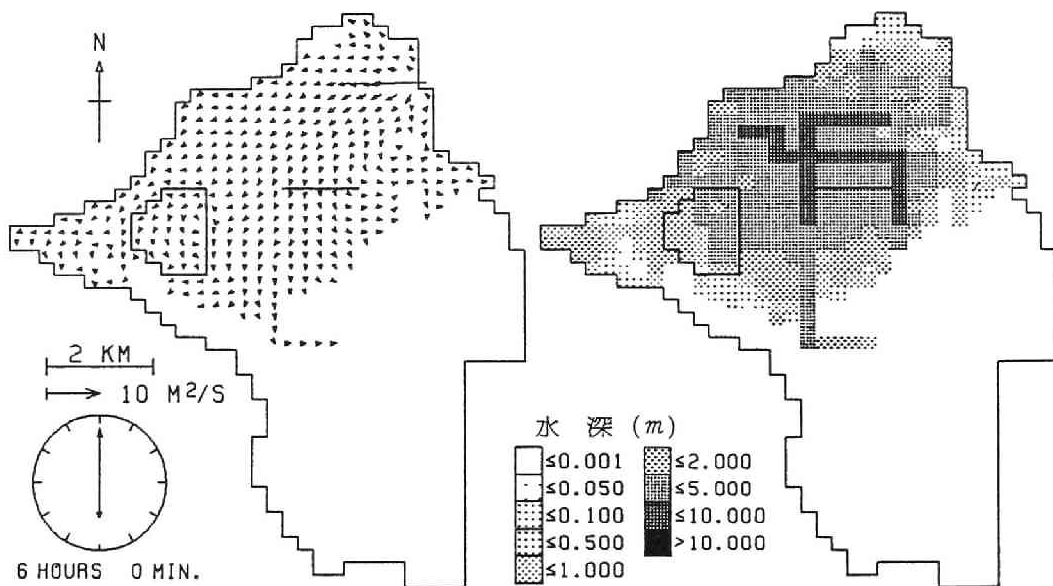 N
2 KM
10 M²/S
6 HOURS 0 MIN.
水 深 (m)
≤0.001
≤0.050
≤0.100
≤0.500
≤1.000
≤2.000
≤5.000
≤10.000
>10.000